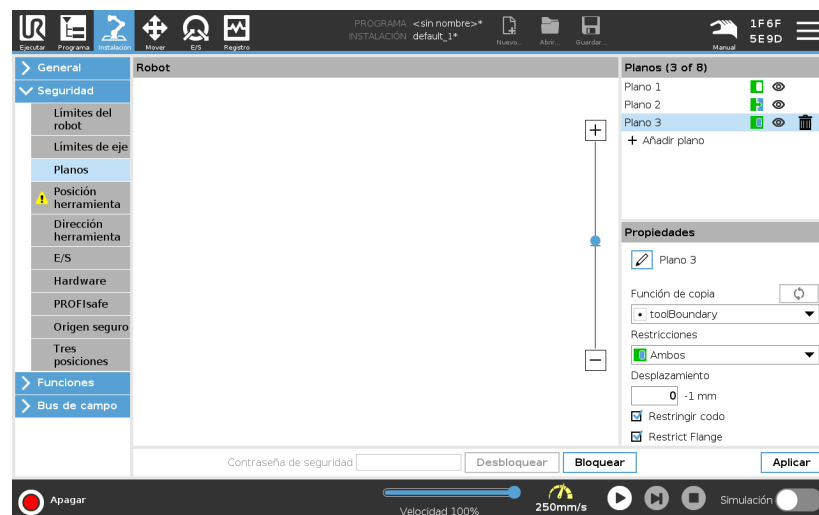 PROGRAMA <sin nombre>*
INSTALACIÓN default_1*
Ejecutar Programa Instalación Mover E/S Registro
Nuevo... Abrir... Guardar...
Manual
1F6F
5E9D
General
Seguridad
Límites del
robot
Límites de eje
Planos
Posición
herramienta
Dirección
herramienta
E/S
Hardware
PROFIsafe
Origen seguro
Tres
posiciones
Funciones
Bus de campo
Robot
Planos (3 of 8)
Plano 1
Plano 2
Plano 3
+ Añadir plano
Propiedades
Plano 3
Función de copia
toolBoundary
Restricciones
Ambos
Desplazamiento
0 -1 mm
Restringir codo
Restrict Flange
Contraseña de seguridad Desbloquear Bloquear Aplicar
Apagar
Velocidad 100%
250mm/s
Simulación